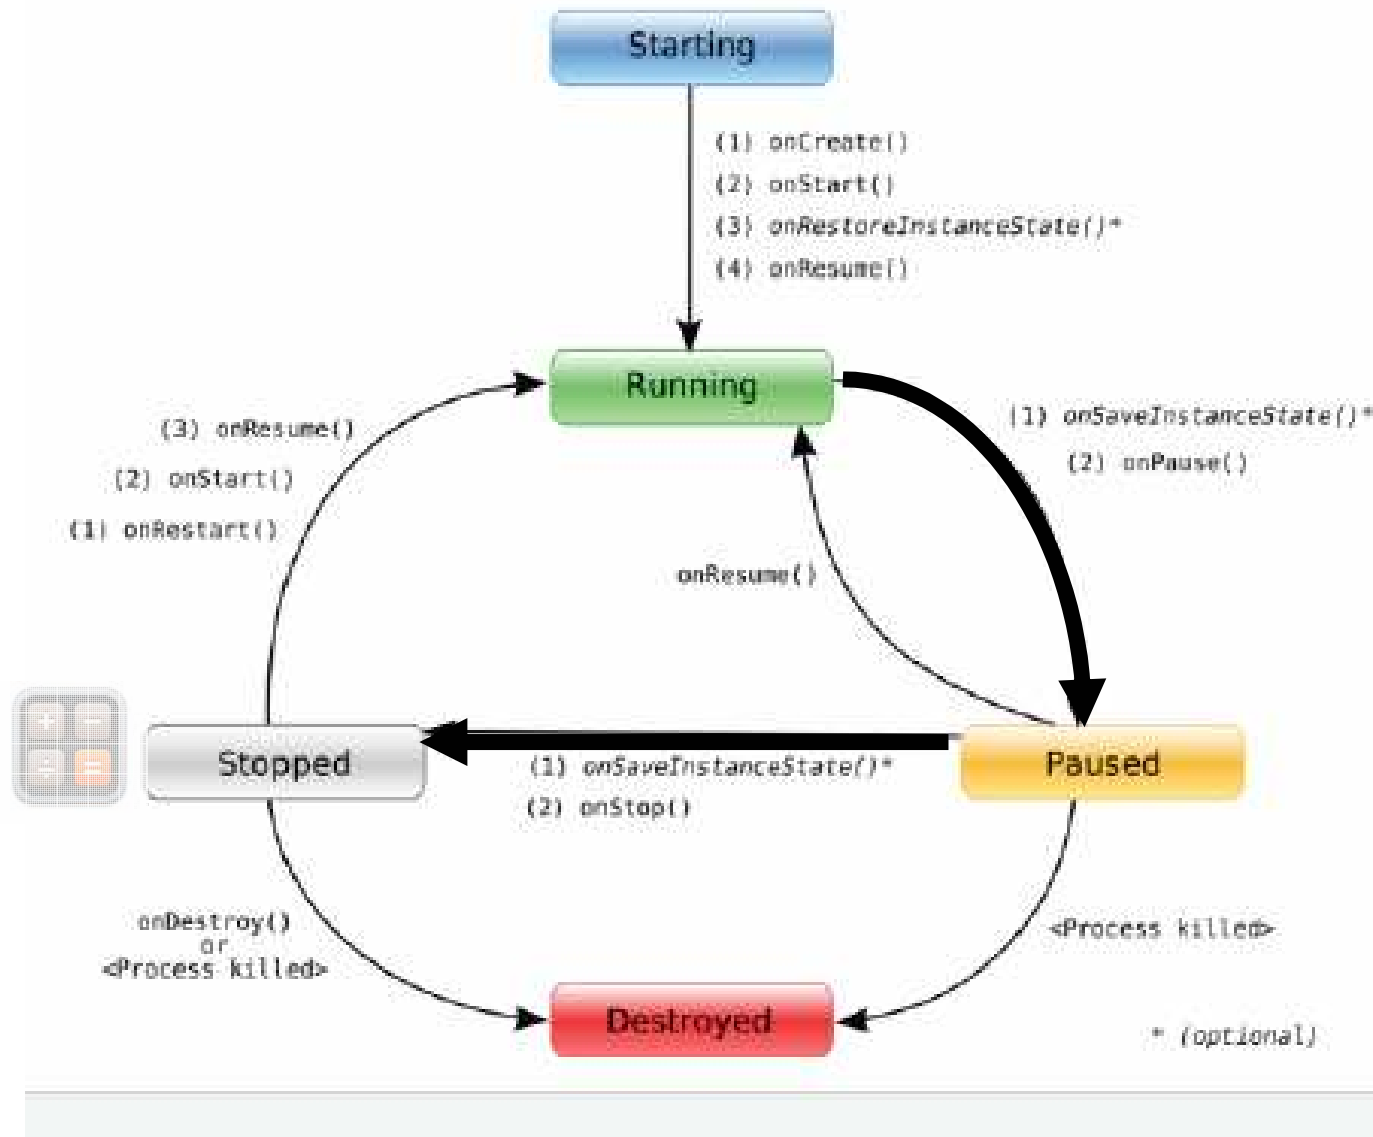 Starting
(1) onCreate()
(2) onStart()
(3) onRestoreInstanceState()*
(4) onResume()
Running
(3) onResume()
(2) onStart()
(1) onRestart()
(1) onSaveInstanceState()*
(2) onPause()
onResume()
Stopped
(1) onSaveInstanceState()*
(2) onStop()
Paused
onDestroy()
or
<Process killed>
<Process killed>
Destroyed
* (optional)